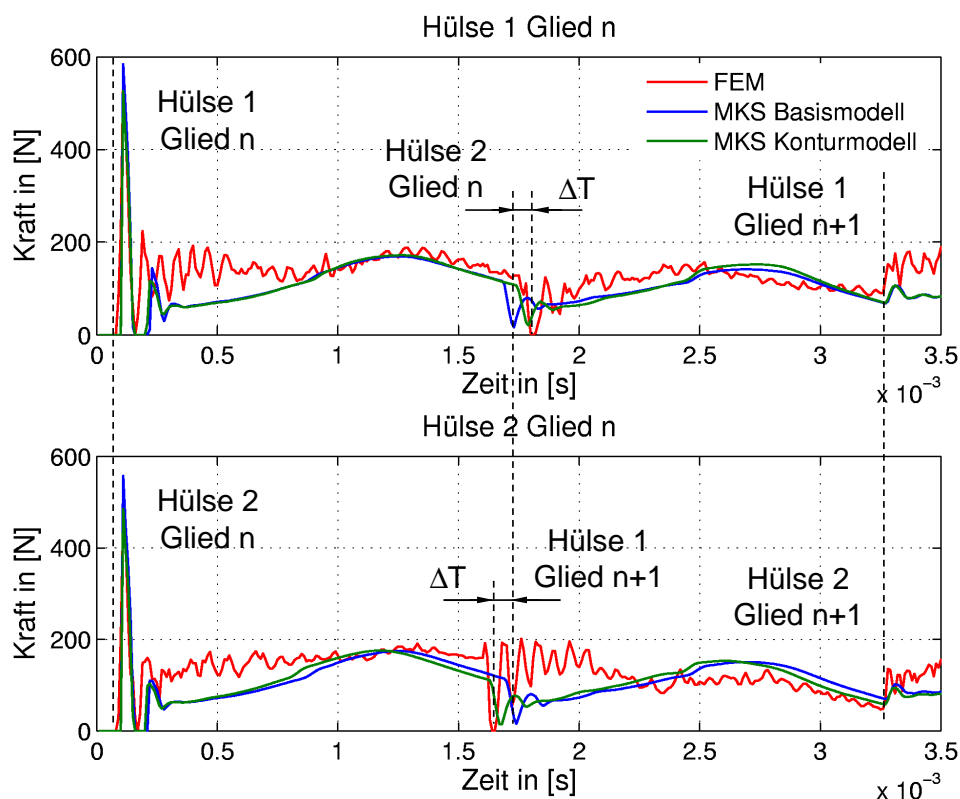 Hülse 1 Glied n
Kraft in [N]
600
400
200
0
Hülse 1
Glied n
Hülse 2
Glied n
ΔT
FEM
MKS Basismodell
MKS Konturmodell
Hülse 1
Glied n+1
0 0.5 1 1.5 2 2.5 3 3.5
Zeit in [s]
x 10⁻³
Hülse 2 Glied n
Kraft in [N]
600
400
200
0
Hülse 2
Glied n
ΔT
Hülse 1
Glied n+1
Hülse 2
Glied n+1
0 0.5 1 1.5 2 2.5 3 3.5
Zeit in [s]
x 10⁻³